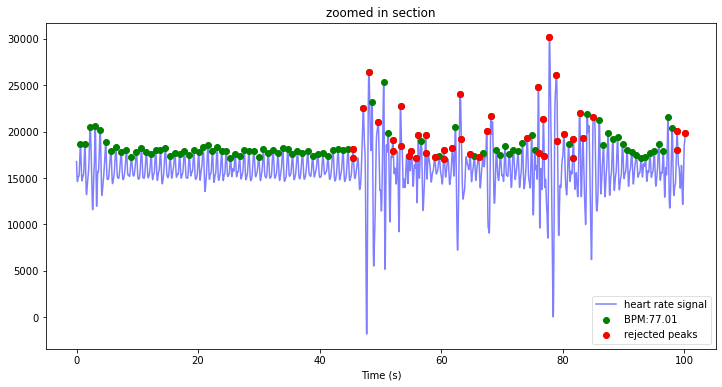 zoomed in section
30000
25000
20000
15000
10000
5000
0
heart rate signal
BPM:77.01
rejected peaks
0 20 40 60 80 100
Time (s)